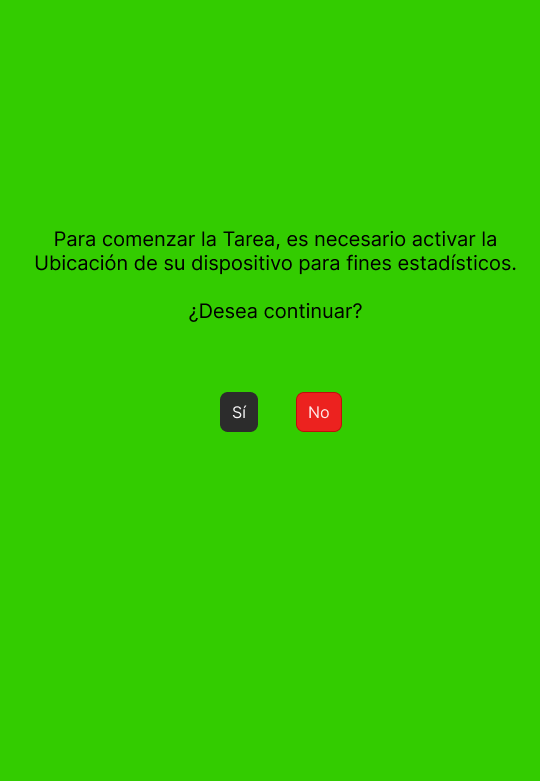 Para comenzar la Tarea, es necesario activar la
Ubicación de su dispositivo para fines estadísticos.
¿Desea continuar?
Sí
No